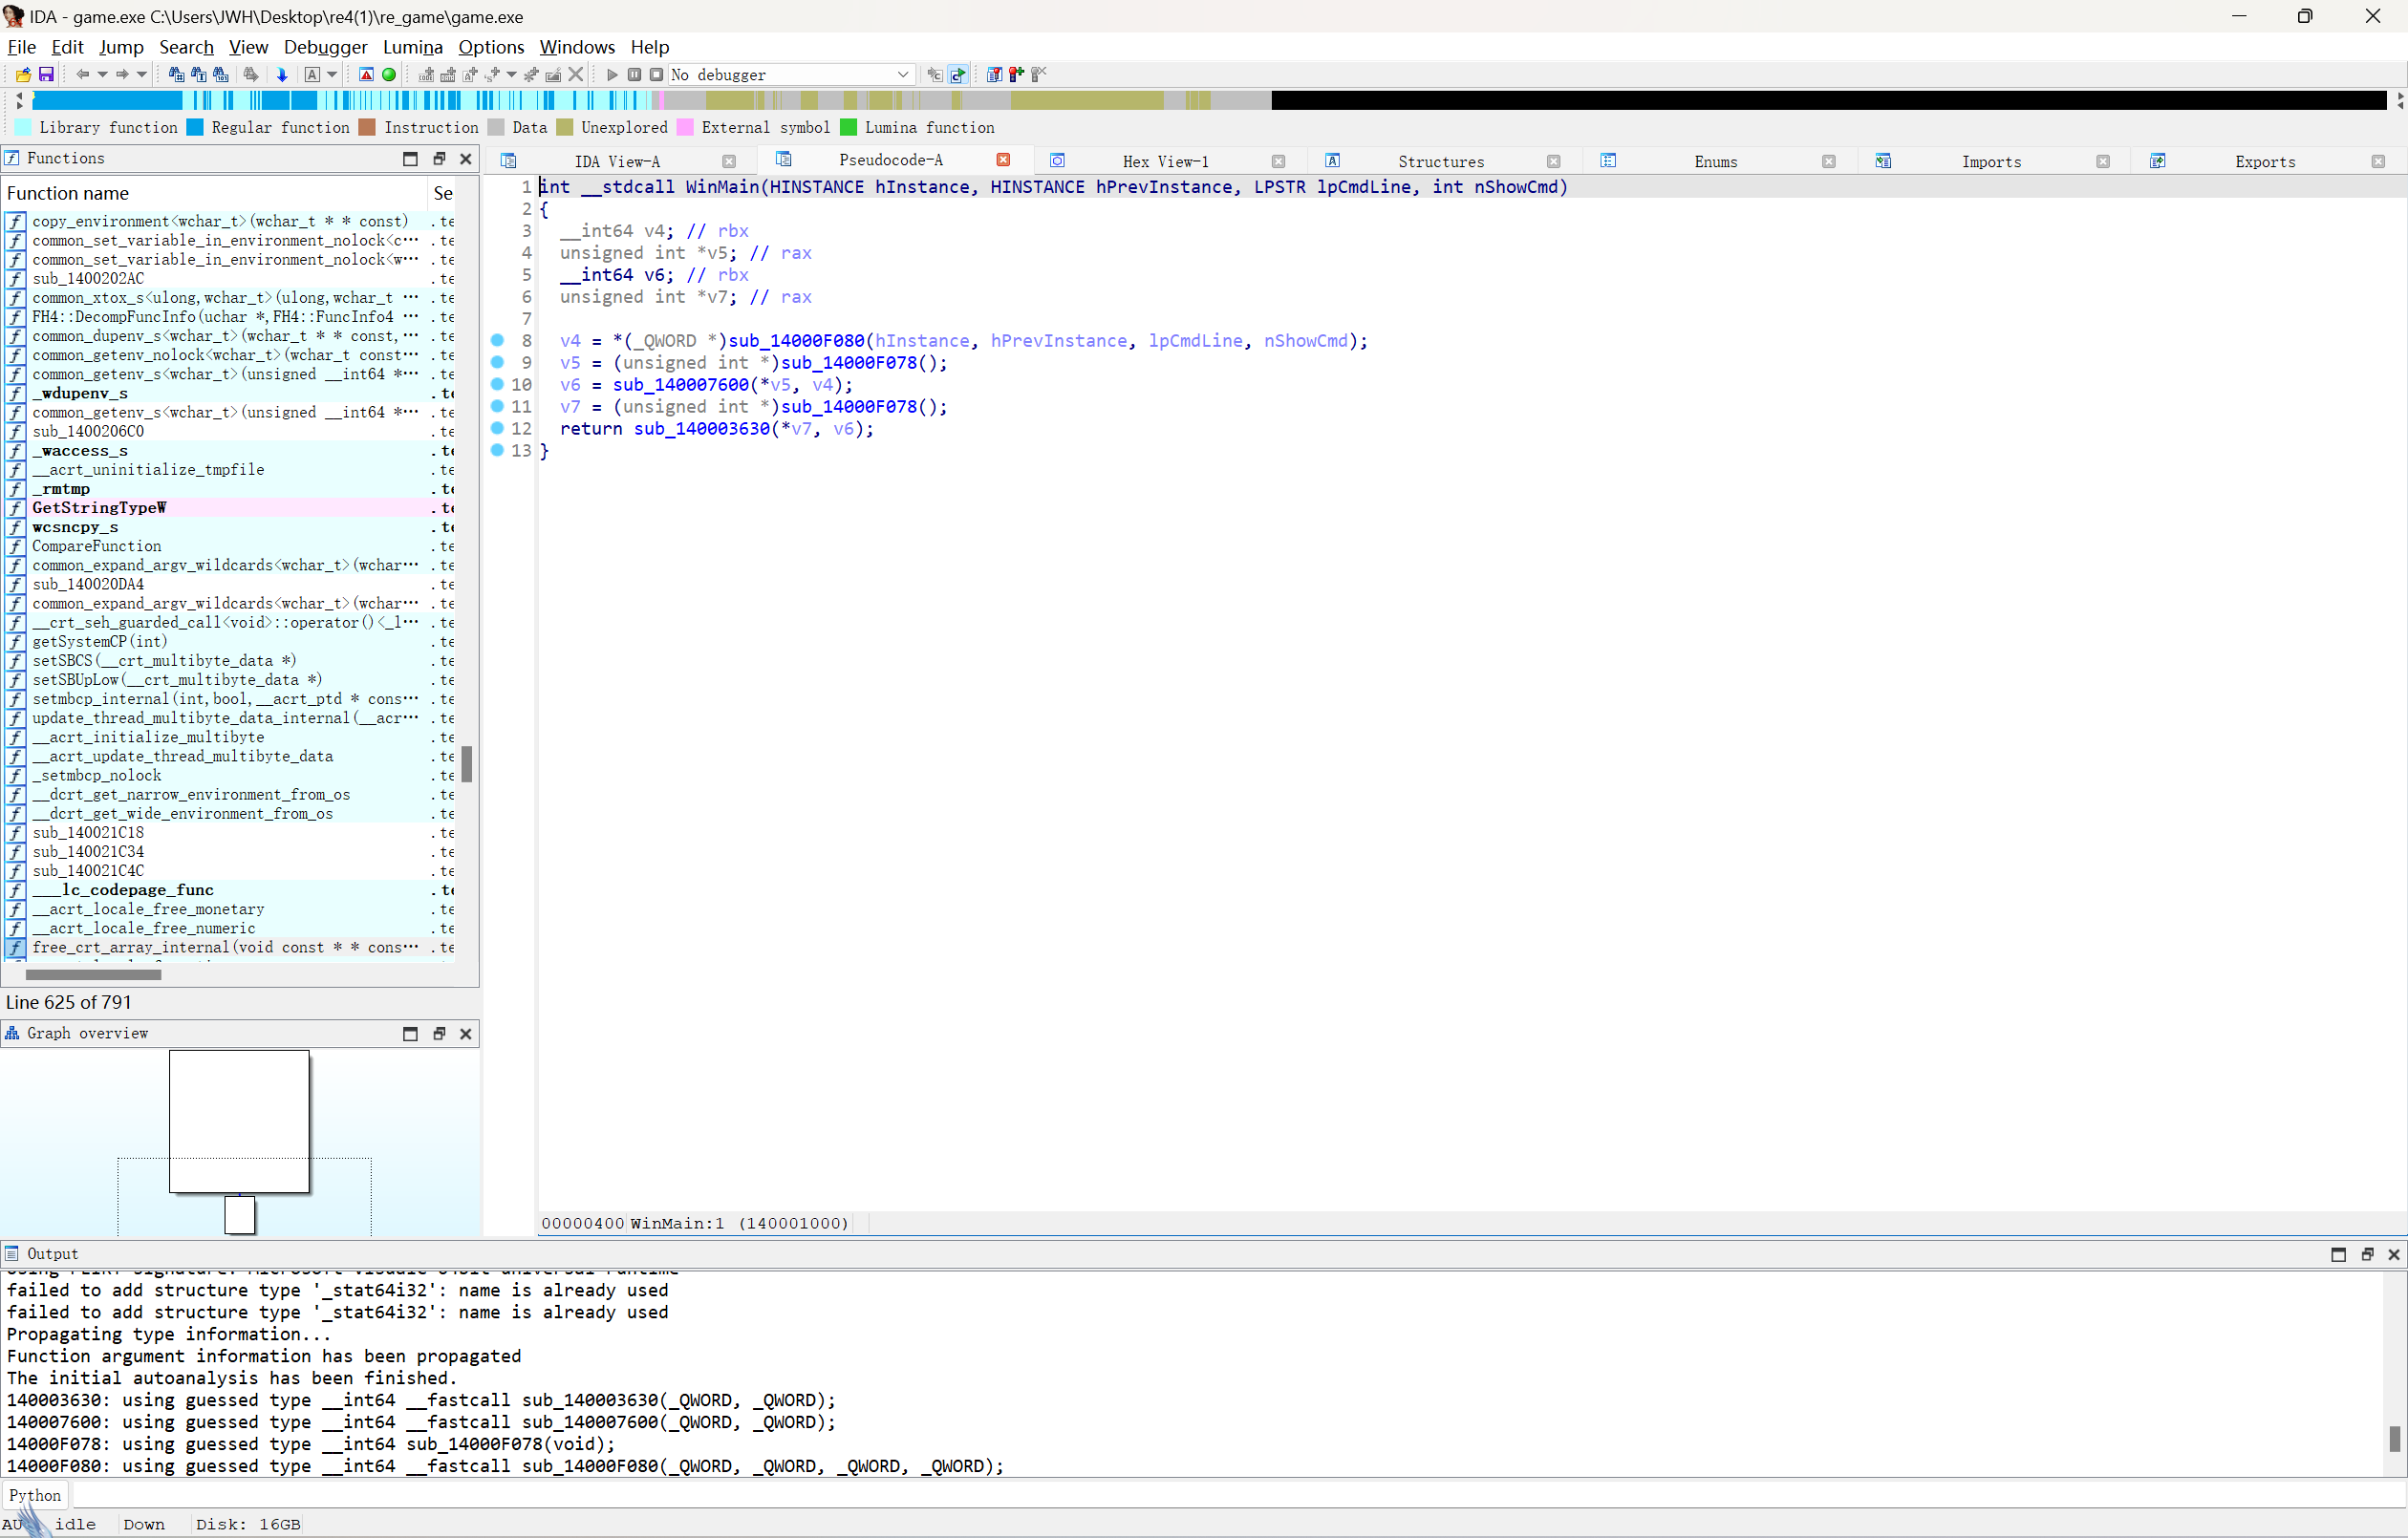 IDA - game.exe C:\Users\JWH\Desktop\re4(1)\re_game\game.exe
File Edit Jump Search View Debugger Lumina Options Windows Help
No debugger
Library function Regular function Instruction Data Unexplored External symbol Lumina function
Functions
IDA View-A Pseudocode-A Hex View-1 Structures Enums Imports Exports
Function name Se
copy_environment<wchar_t>(wchar_t * * const) .te
common_set_variable_in_environment_nolock<c… .te
common_set_variable_in_environment_nolock<w… .te
sub_1400202AC .te
common_xtox_s<ulong,wchar_t>(ulong,wchar_t … .te
FH4::DecompFuncInfo(uchar *,FH4::FuncInfo4 … .te
common_dupenv_s<wchar_t>(wchar_t * * const,… .te
common_getenv_nolock<wchar_t>(wchar_t const… .te
common_getenv_s<wchar_t>(unsigned __int64 *… .te
_wdupenv_s .te
common_getenv_s<wchar_t>(unsigned __int64 *… .te
sub_1400206C0 .te
_waccess_s .te
__acrt_uninitialize_tmpfile .te
_rmtmp .te
GetStringTypeW .te
wcsncpy_s .te
CompareFunction .te
common_expand_argv_wildcards<wchar_t>(wchar… .te
sub_140020DA4 .te
common_expand_argv_wildcards<wchar_t>(wchar… .te
__crt_seh_guarded_call<void>::operator()<_l… .te
getSystemCP(int) .te
setSBCS(__crt_multibyte_data *) .te
setSBUpLow(__crt_multibyte_data *) .te
setmbcp_internal(int,bool,__acrt_ptd * cons… .te
update_thread_multibyte_data_internal(__acr… .te
__acrt_initialize_multibyte .te
__acrt_update_thread_multibyte_data .te
_setmbcp_nolock .te
__dcrt_get_narrow_environment_from_os .te
__dcrt_get_wide_environment_from_os .te
sub_140021C18 .te
sub_140021C34 .te
sub_140021C4C .te
___lc_codepage_func .te
__acrt_locale_free_monetary .te
__acrt_locale_free_numeric .te
free_crt_array_internal(void const * * cons… .te
Line 625 of 791
Graph overview
1 int __stdcall WinMain(HINSTANCE hInstance, HINSTANCE hPrevInstance, LPSTR lpCmdLine, int nShowCmd)
2 {
3 __int64 v4; // rbx
4 unsigned int *v5; // rax
5 __int64 v6; // rbx
6 unsigned int *v7; // rax
7
8 v4 = *(_QWORD *)sub_14000F080(hInstance, hPrevInstance, lpCmdLine, nShowCmd);
9 v5 = (unsigned int *)sub_14000F078();
10 v6 = sub_140007600(*v5, v4);
11 v7 = (unsigned int *)sub_14000F078();
12 return sub_140003630(*v7, v6);
13 }
00000400 WinMain:1 (140001000)
Output
failed to add structure type '_stat64i32': name is already used
failed to add structure type '_stat64i32': name is already used
Propagating type information...
Function argument information has been propagated
The initial autoanalysis has been finished.
140003630: using guessed type __int64 __fastcall sub_140003630(_QWORD, _QWORD);
140007600: using guessed type __int64 __fastcall sub_140007600(_QWORD, _QWORD);
14000F078: using guessed type __int64 sub_14000F078(void);
14000F080: using guessed type __int64 __fastcall sub_14000F080(_QWORD, _QWORD, _QWORD, _QWORD);
Python
AU idle Down Disk: 16GB